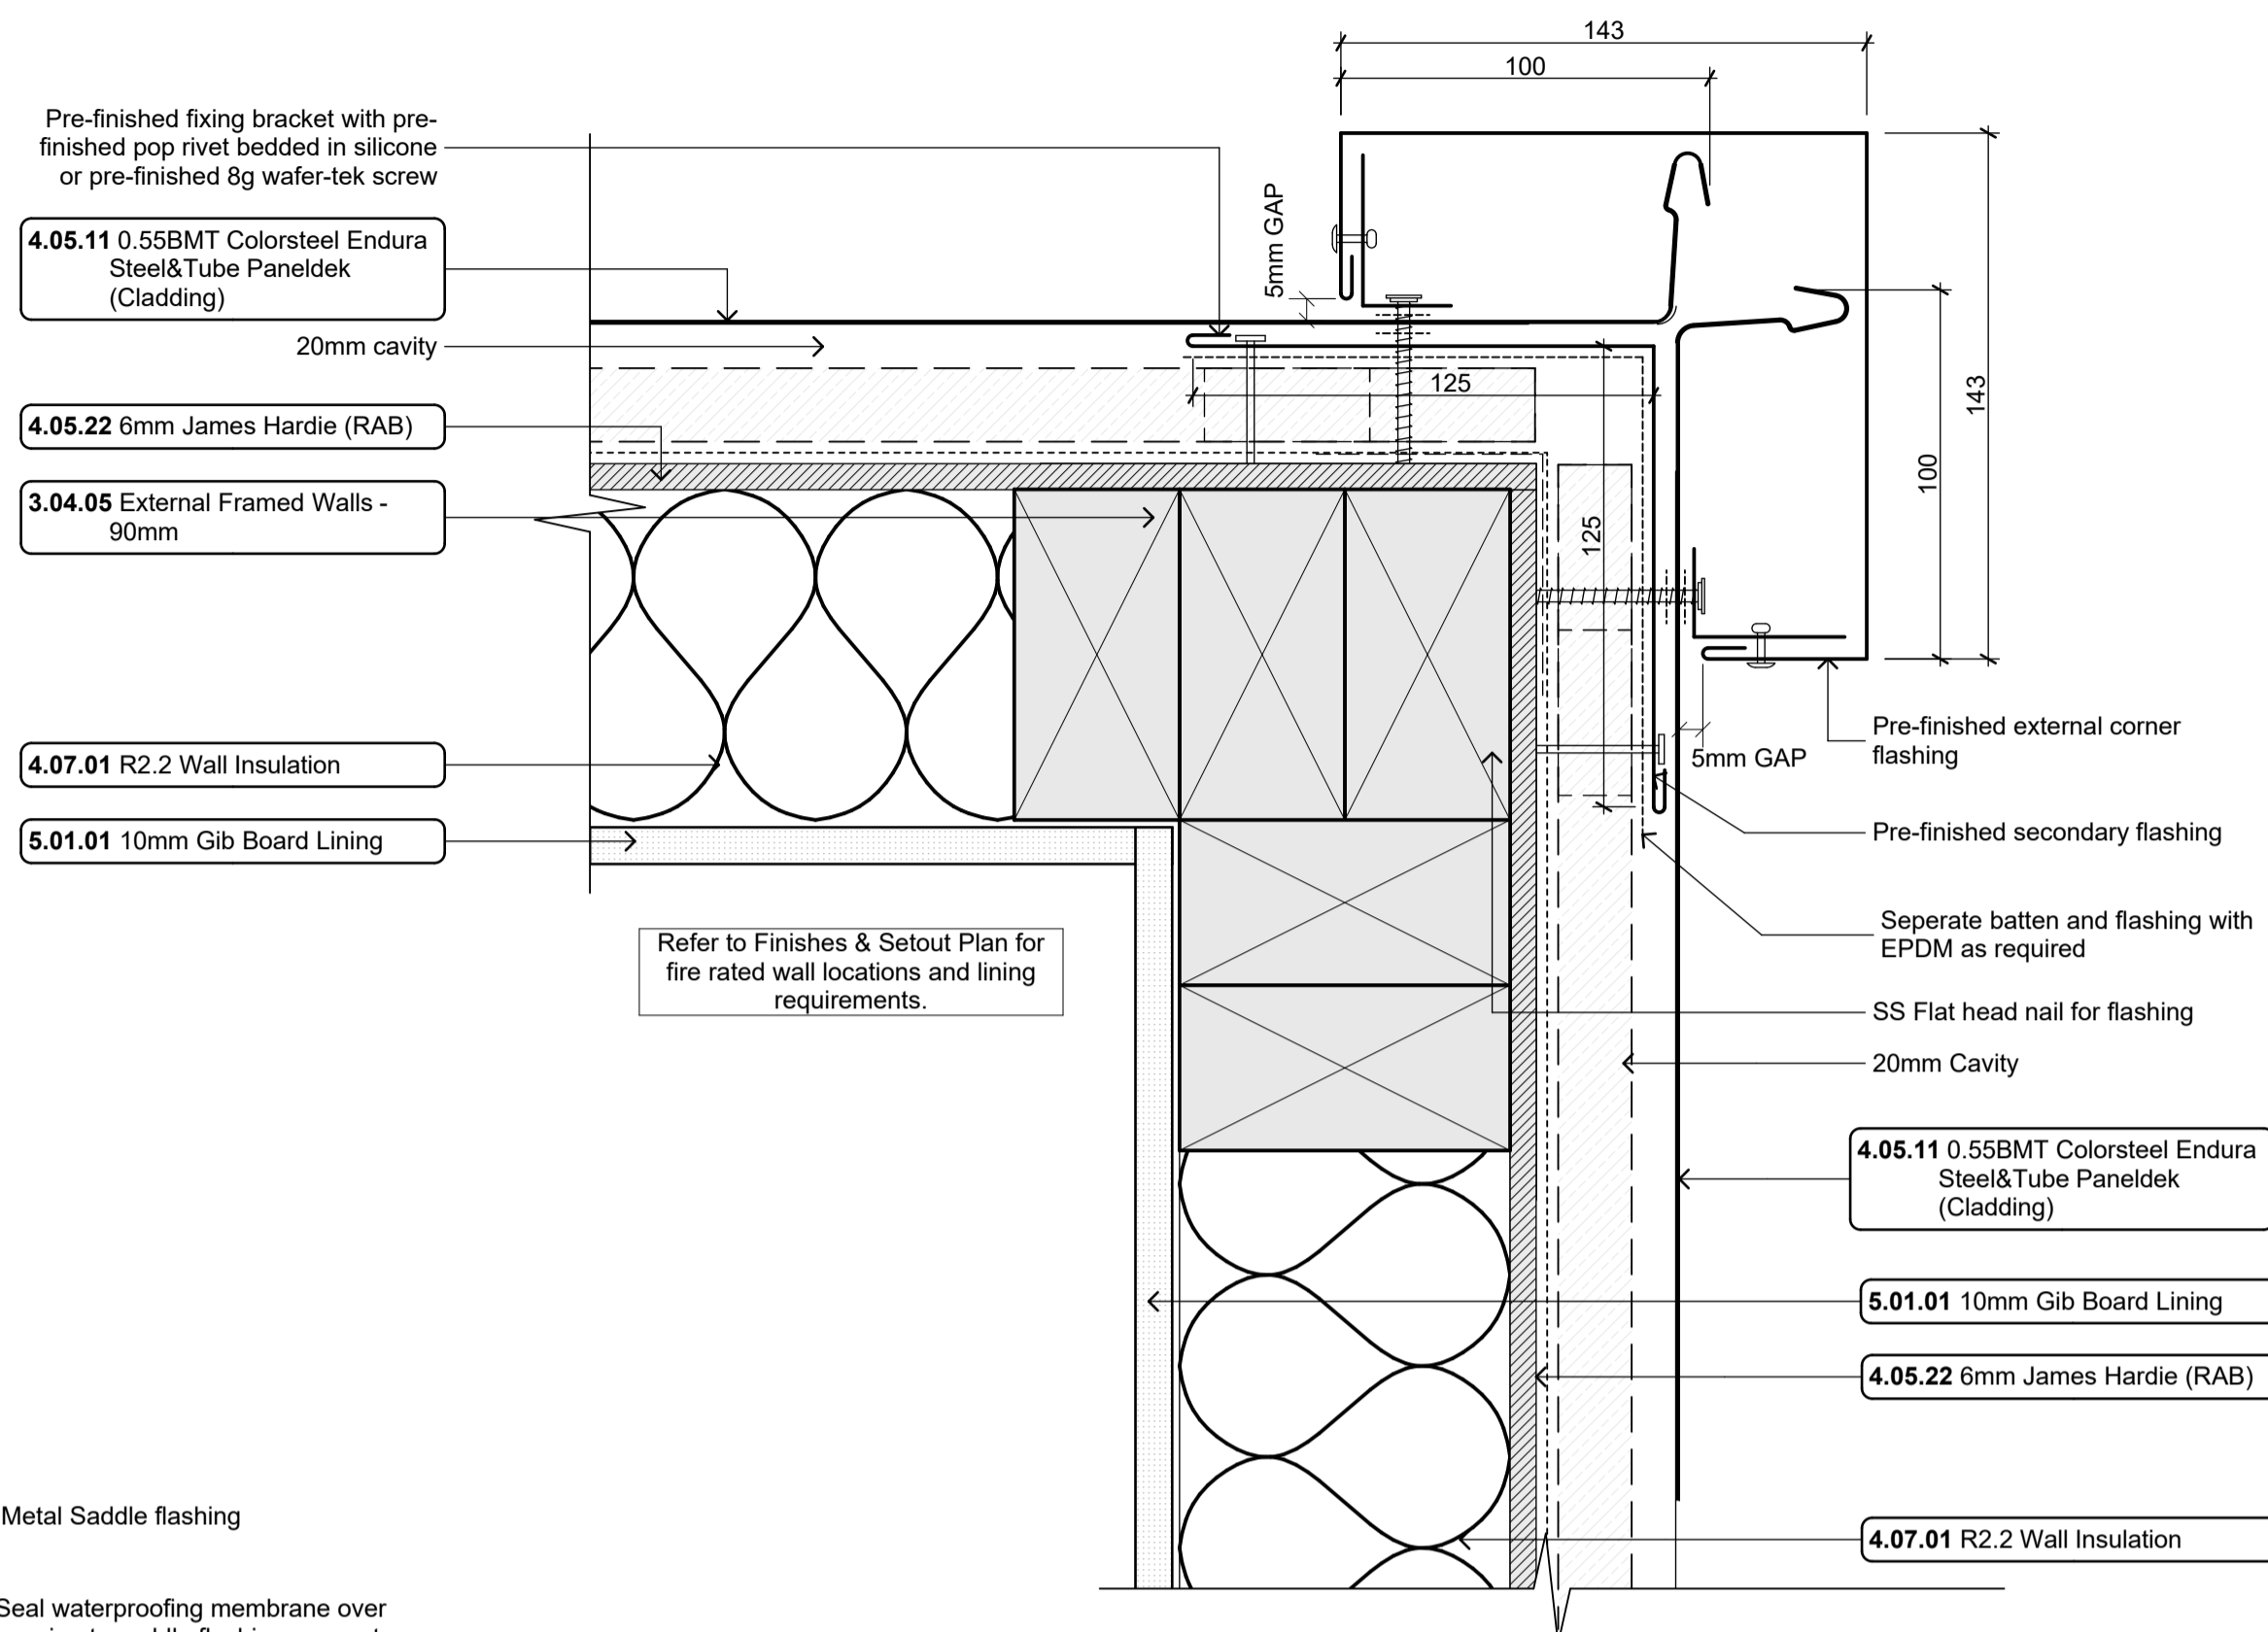 143
100
Pre-finished fixing bracket with pre-
finished pop rivet bedded in silicone
or pre-finished 8g wafer-tek screw
5mm GAP
4.05.11 0.55BMT Colorsteel Endura
Steel&Tube Paneldek
(Cladding)
20mm cavity
125
143
4.05.22 6mm James Hardie (RAB)
100
3.04.05 External Framed Walls -
90mm
125
Pre-finished external corner
flashing
5mm GAP
4.07.01 R2.2 Wall Insulation
Pre-finished secondary flashing
5.01.01 10mm Gib Board Lining
Seperate batten and flashing with
EPDM as required
Refer to Finishes & Setout Plan for
fire rated wall locations and lining
requirements.
SS Flat head nail for flashing
20mm Cavity
4.05.11 0.55BMT Colorsteel Endura
Steel&Tube Paneldek
(Cladding)
5.01.01 10mm Gib Board Lining
4.05.22 6mm James Hardie (RAB)
Metal Saddle flashing
4.07.01 R2.2 Wall Insulation
Seal waterproofing membrane over